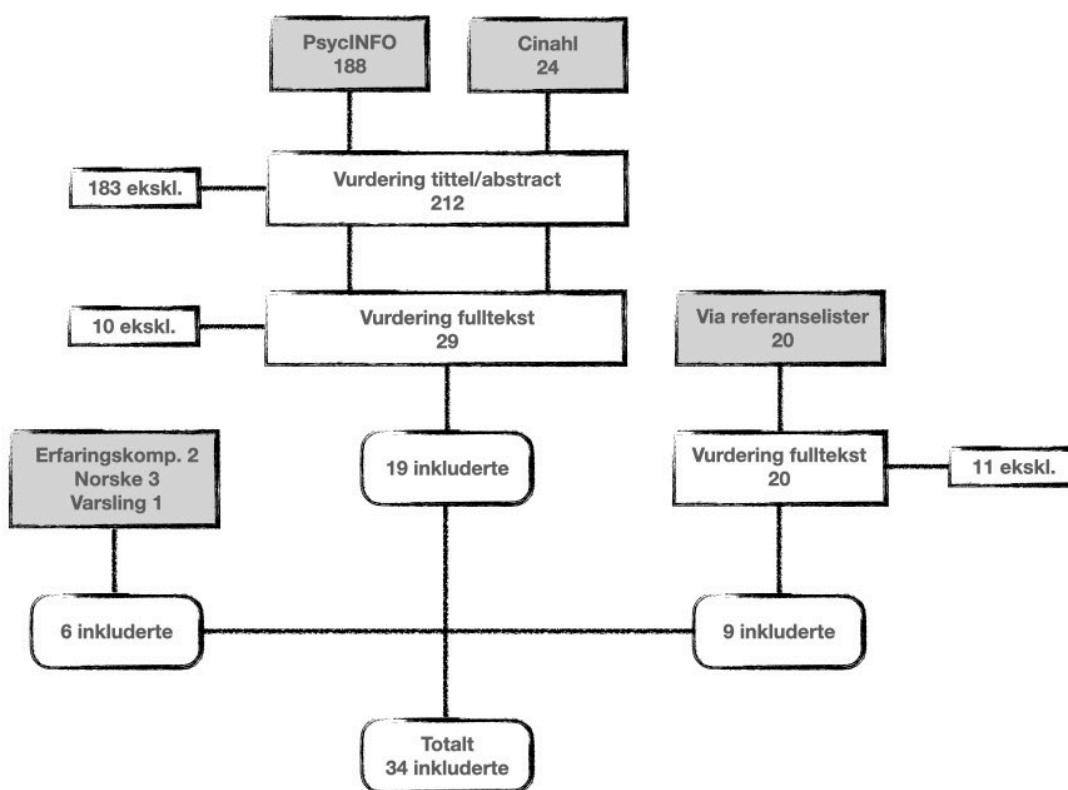 PsycINFO
188
Cinahl
24
183 ekskl.
Vurdering tittel/abstract
212
10 ekskl.
Vurdering fulltekst
29
Via referanselister
20
Erfaringskomp. 2
Norske 3
Varsling 1
19 inkluderte
Vurdering fulltekst
20
11 ekskl.
6 inkluderte
9 inkluderte
Totalt
34 inkluderte